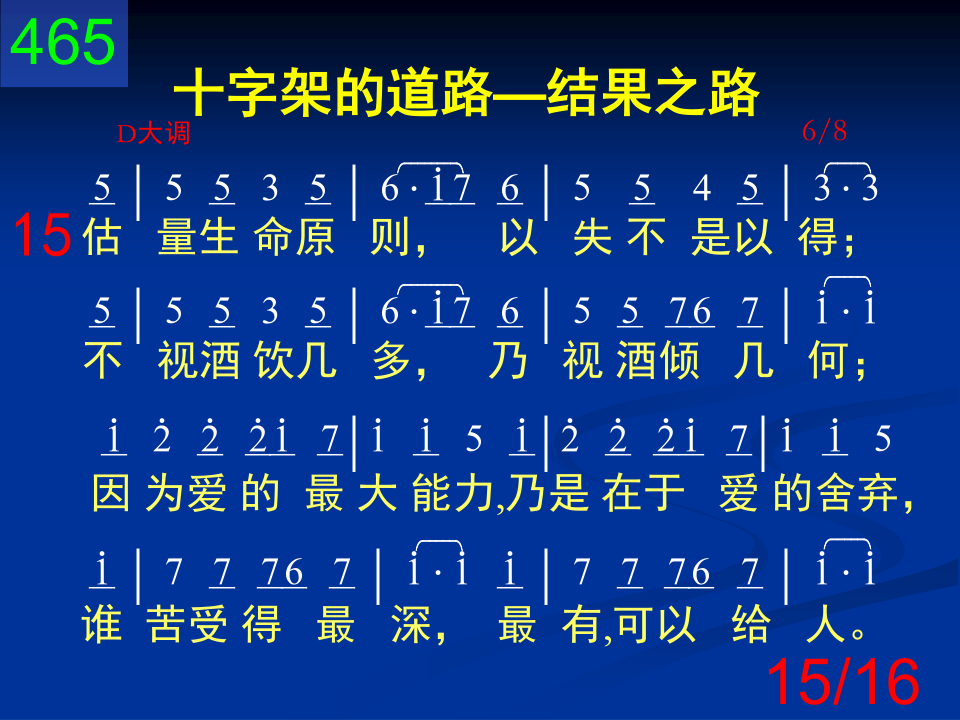 465
十字架的道路—结果之路
D大调 6/8
5 | 5 5 3 5 | 6 · i 7 6 | 5 5 4 5 | 3 · 3
15 估 量生 命原 则， 以 失 不 是以 得；
5 | 5 5 3 5 | 6 · i 7 6 | 5 5 7 6 7 | i · i
不 视酒 饮几 多， 乃 视 酒倾 几 何；
i 2̇ 2̇ 2̇ i 7 | i i 5 i | 2̇ 2̇ 2̇ i 7 | i i 5
因 为爱 的 最 大 能力,乃是 在于 爱 的舍弃，
i | 7 7 7 6 7 | i · i i | 7 7 7 6 7 | i · i
谁 苦受 得 最 深， 最 有,可以 给 人。
15/16